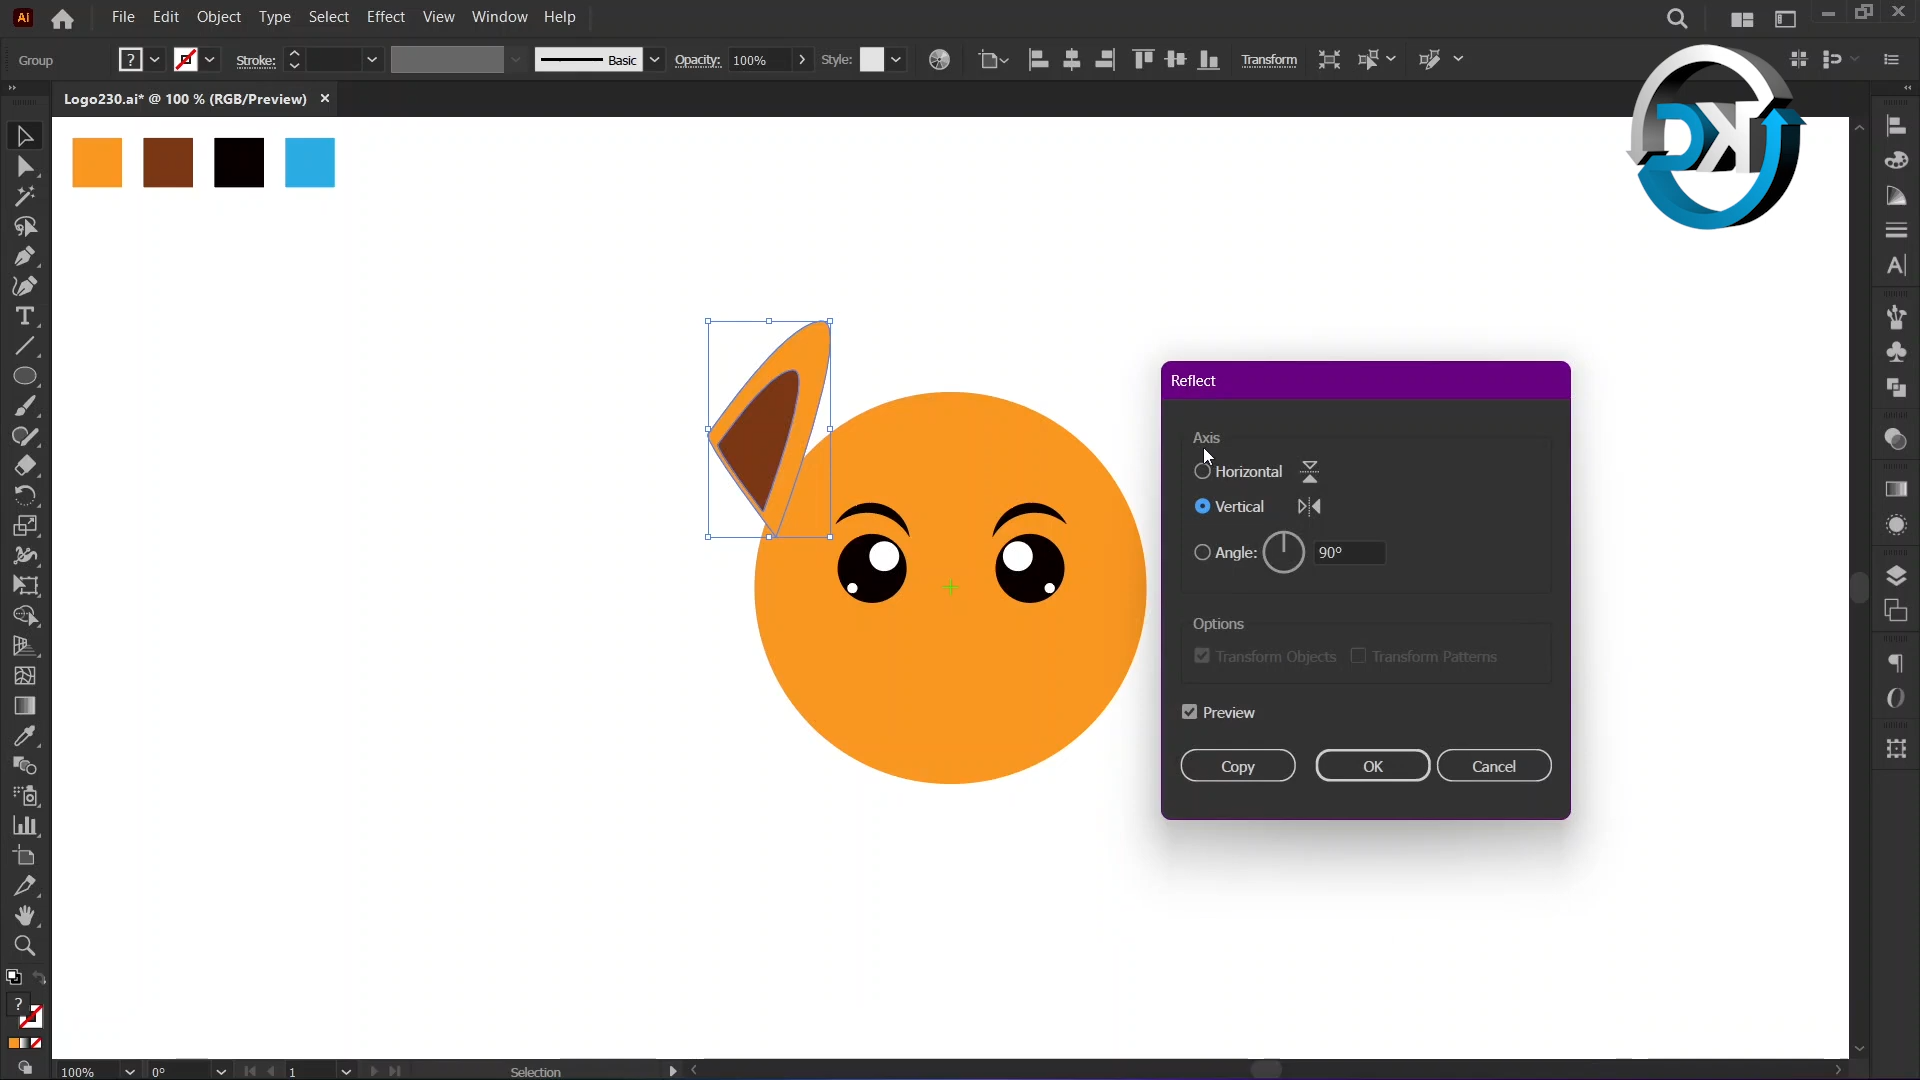 Ai File Edit Object Type Select Effect View Window Help
Group ? Stroke: Basic Opacity: 100% Style: Transform
Logo230.ai* @ 100 % (RGB/Preview) ×
DK
Reflect
Axis
Horizontal
Vertical
Angle: 90°
Options
Transform Objects Transform Patterns
Preview
Copy OK Cancel
?
100% 0° 1 Selection